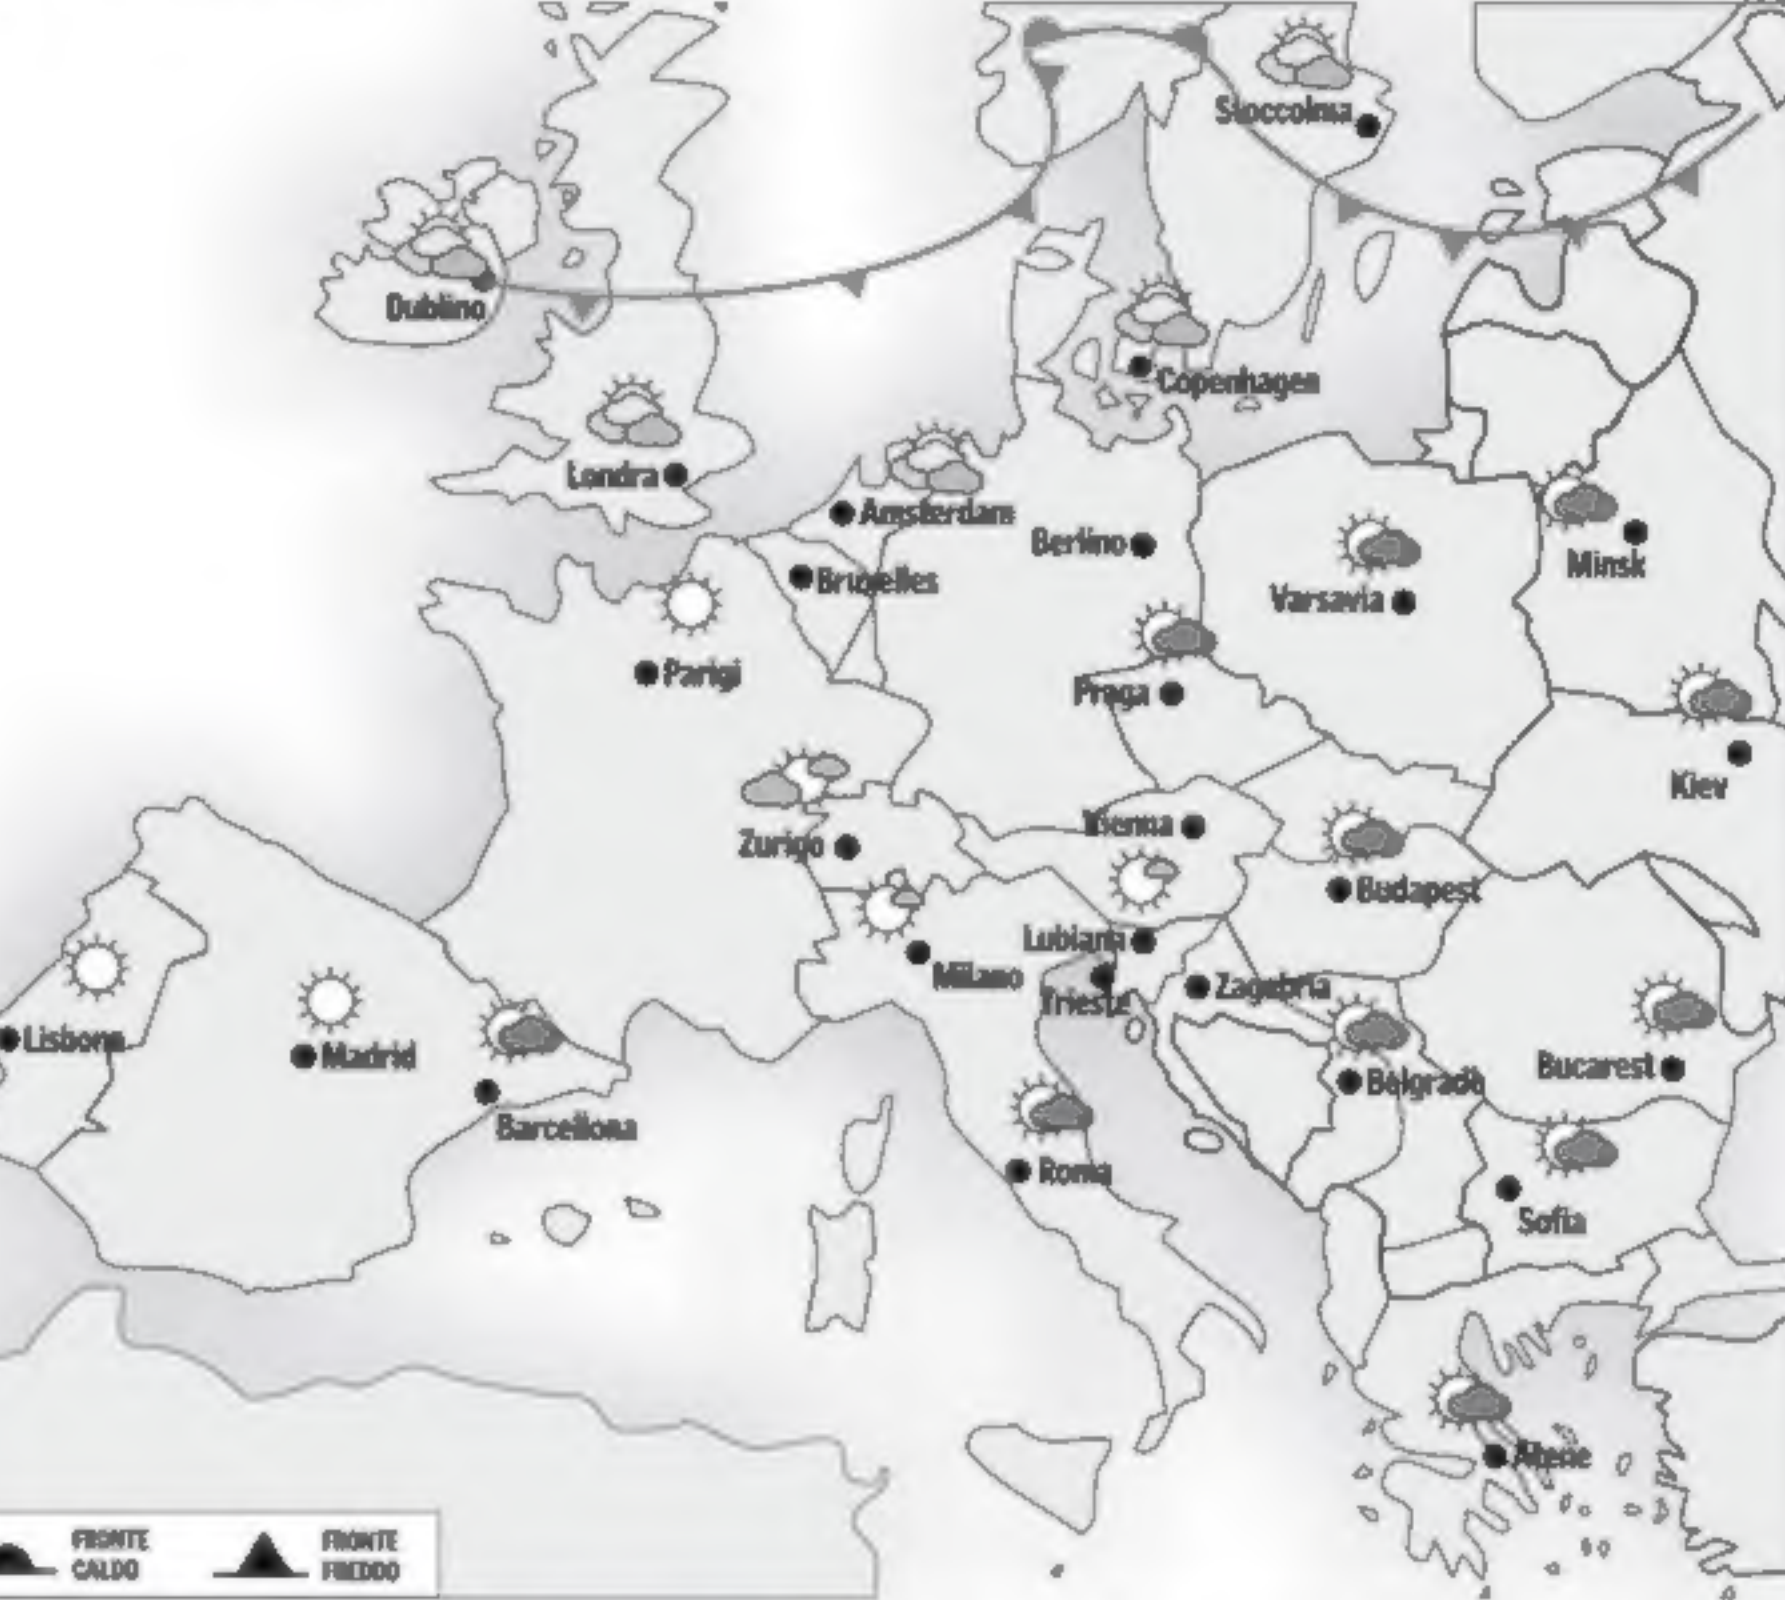 Stoccolma
Dublino
Copenhagen
Londra
Amsterdam
Berlino
Minsk
Bruxelles
Varsavia
Parigi
Praga
Kiev
Vienna
Zurigo
Budapest
Lubiana
Milano
Zagabria
Trieste
Lisbona
Madrid
Bucarest
Belgrado
Barcellona
Roma
Sofia
Atene
FRONTE
CALDO
FRONTE
FREDDO